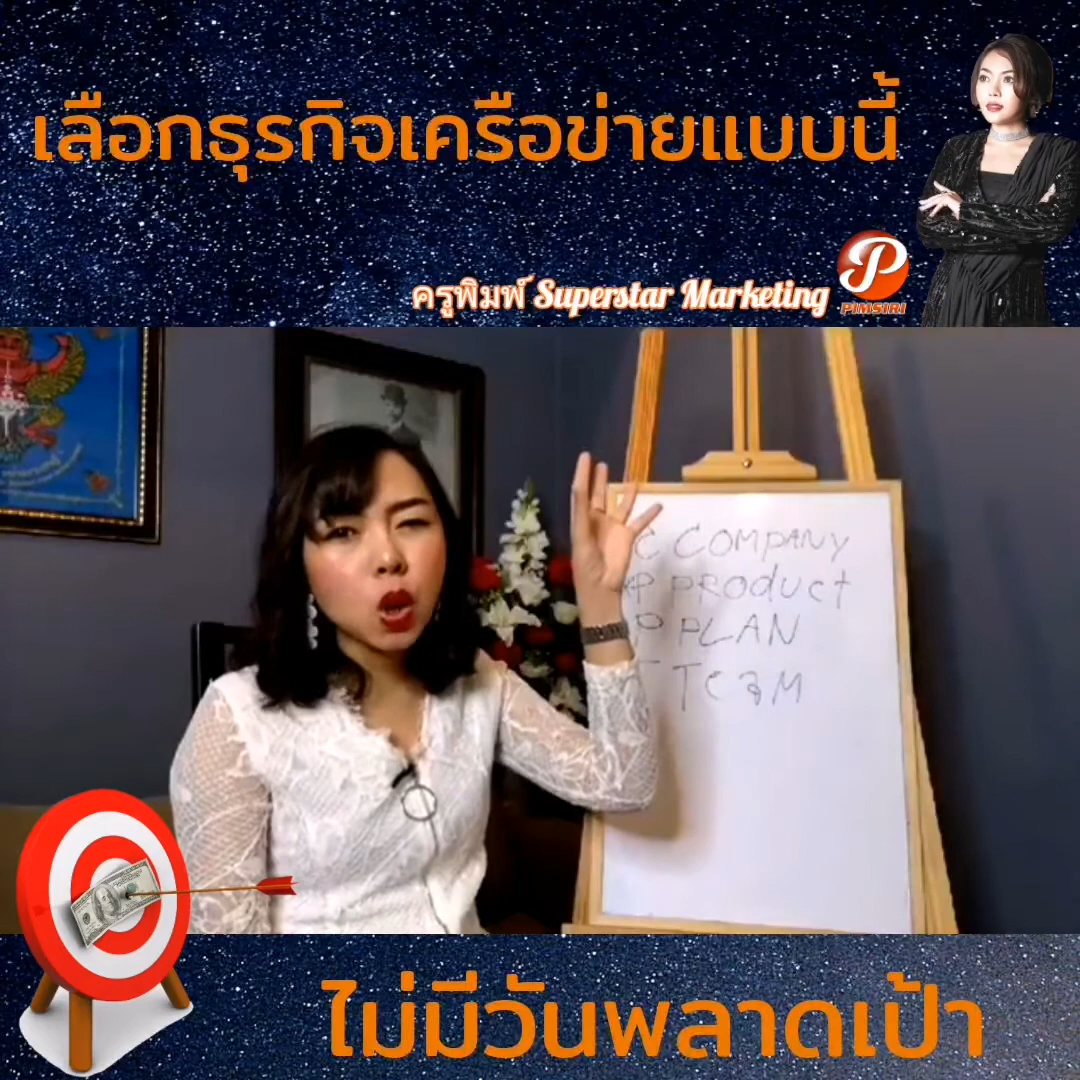 เลือกธุรกิจเครือข่ายแบบนี้
ครูพิมพ์ Superstar Marketing
P
PIMSIRI
C COMPANY
P PRODUCT
P PLAN
T TEAM
ไม่มีวันพลาดเป้า